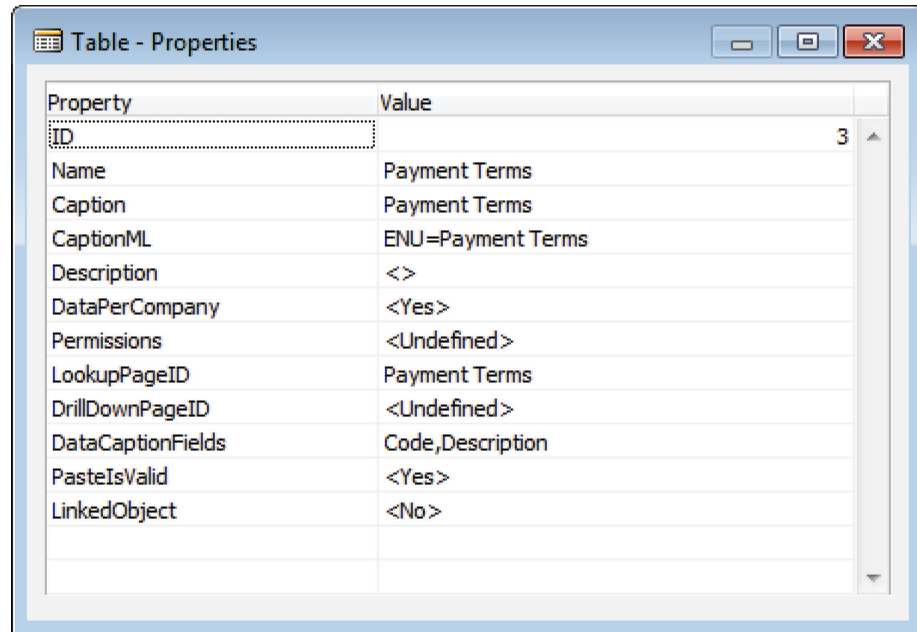 Table - Properties
Property Value
ID 3
Name Payment Terms
Caption Payment Terms
CaptionML ENU=Payment Terms
Description <>
DataPerCompany <Yes>
Permissions <Undefined>
LookupPageID Payment Terms
DrillDownPageID <Undefined>
DataCaptionFields Code,Description
PasteIsValid <Yes>
LinkedObject <No>